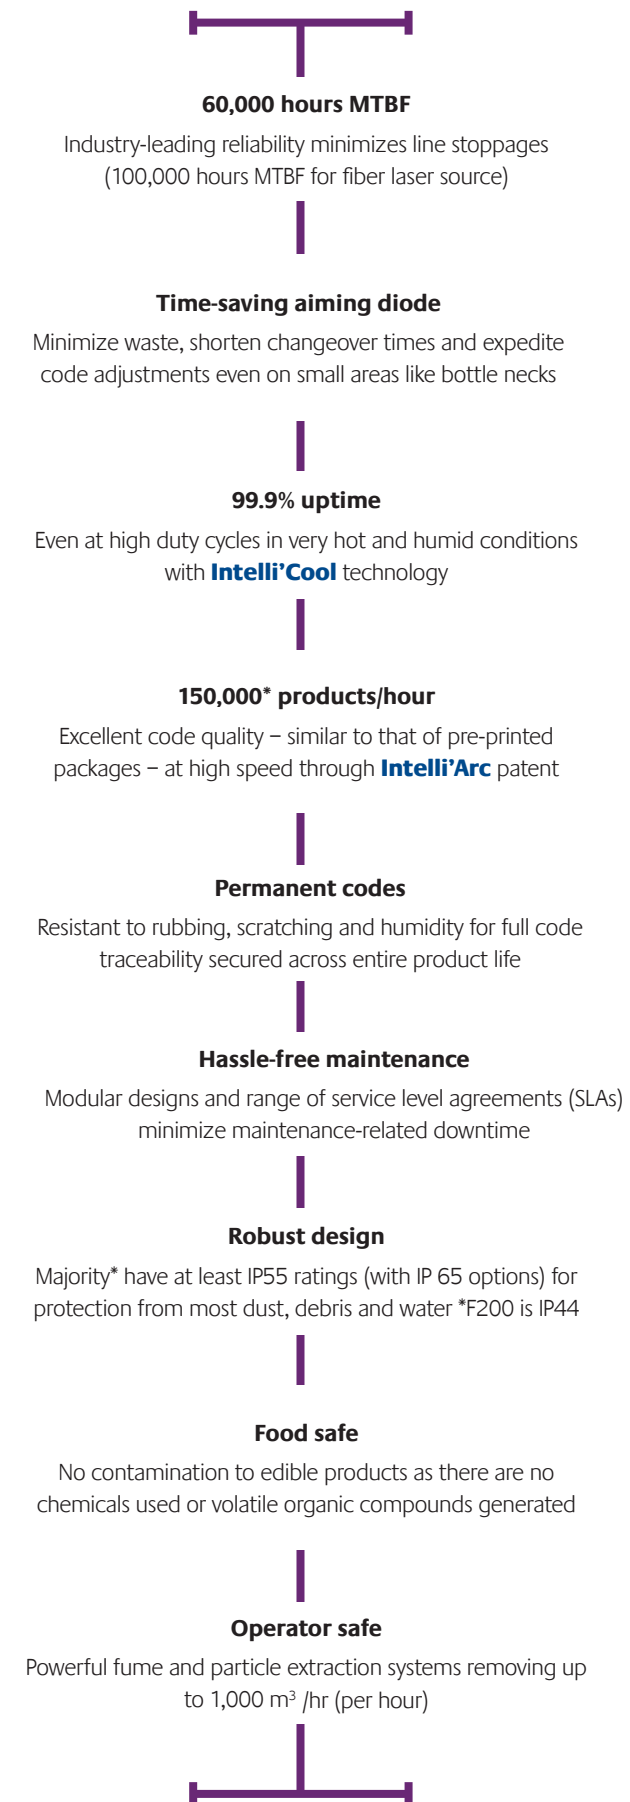 60,000 hours MTBF
Industry-leading reliability minimizes line stoppages
(100,000 hours MTBF for fiber laser source)
Time-saving aiming diode
Minimize waste, shorten changeover times and expedite
code adjustments even on small areas like bottle necks
99.9% uptime
Even at high duty cycles in very hot and humid conditions
with Intelli’Cool technology
150,000* products/hour
Excellent code quality – similar to that of pre-printed
packages – at high speed through Intelli’Arc patent
Permanent codes
Resistant to rubbing, scratching and humidity for full code
traceability secured across entire product life
Hassle-free maintenance
Modular designs and range of service level agreements (SLAs)
minimize maintenance-related downtime
Robust design
Majority* have at least IP55 ratings (with IP 65 options) for
protection from most dust, debris and water *F200 is IP44
Food safe
No contamination to edible products as there are no
chemicals used or volatile organic compounds generated
Operator safe
Powerful fume and particle extraction systems removing up
to 1,000 m³ /hr (per hour)